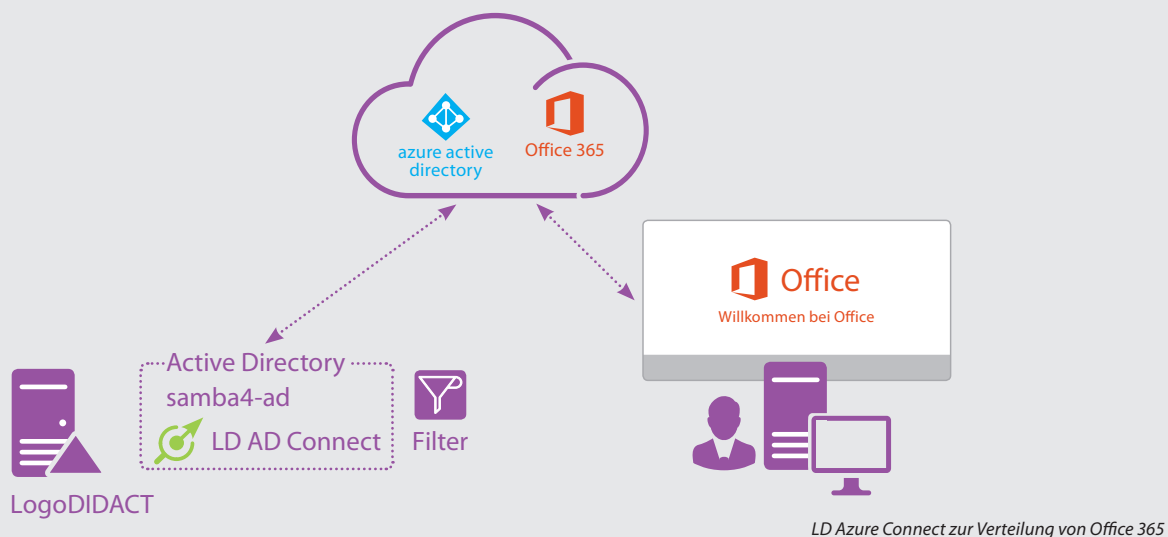 azure active
directory
Office 365
Office
Willkommen bei Office
Active Directory
samba4-ad
LD AD Connect
Filter
LogoDIDACT
LD Azure Connect zur Verteilung von Office 365